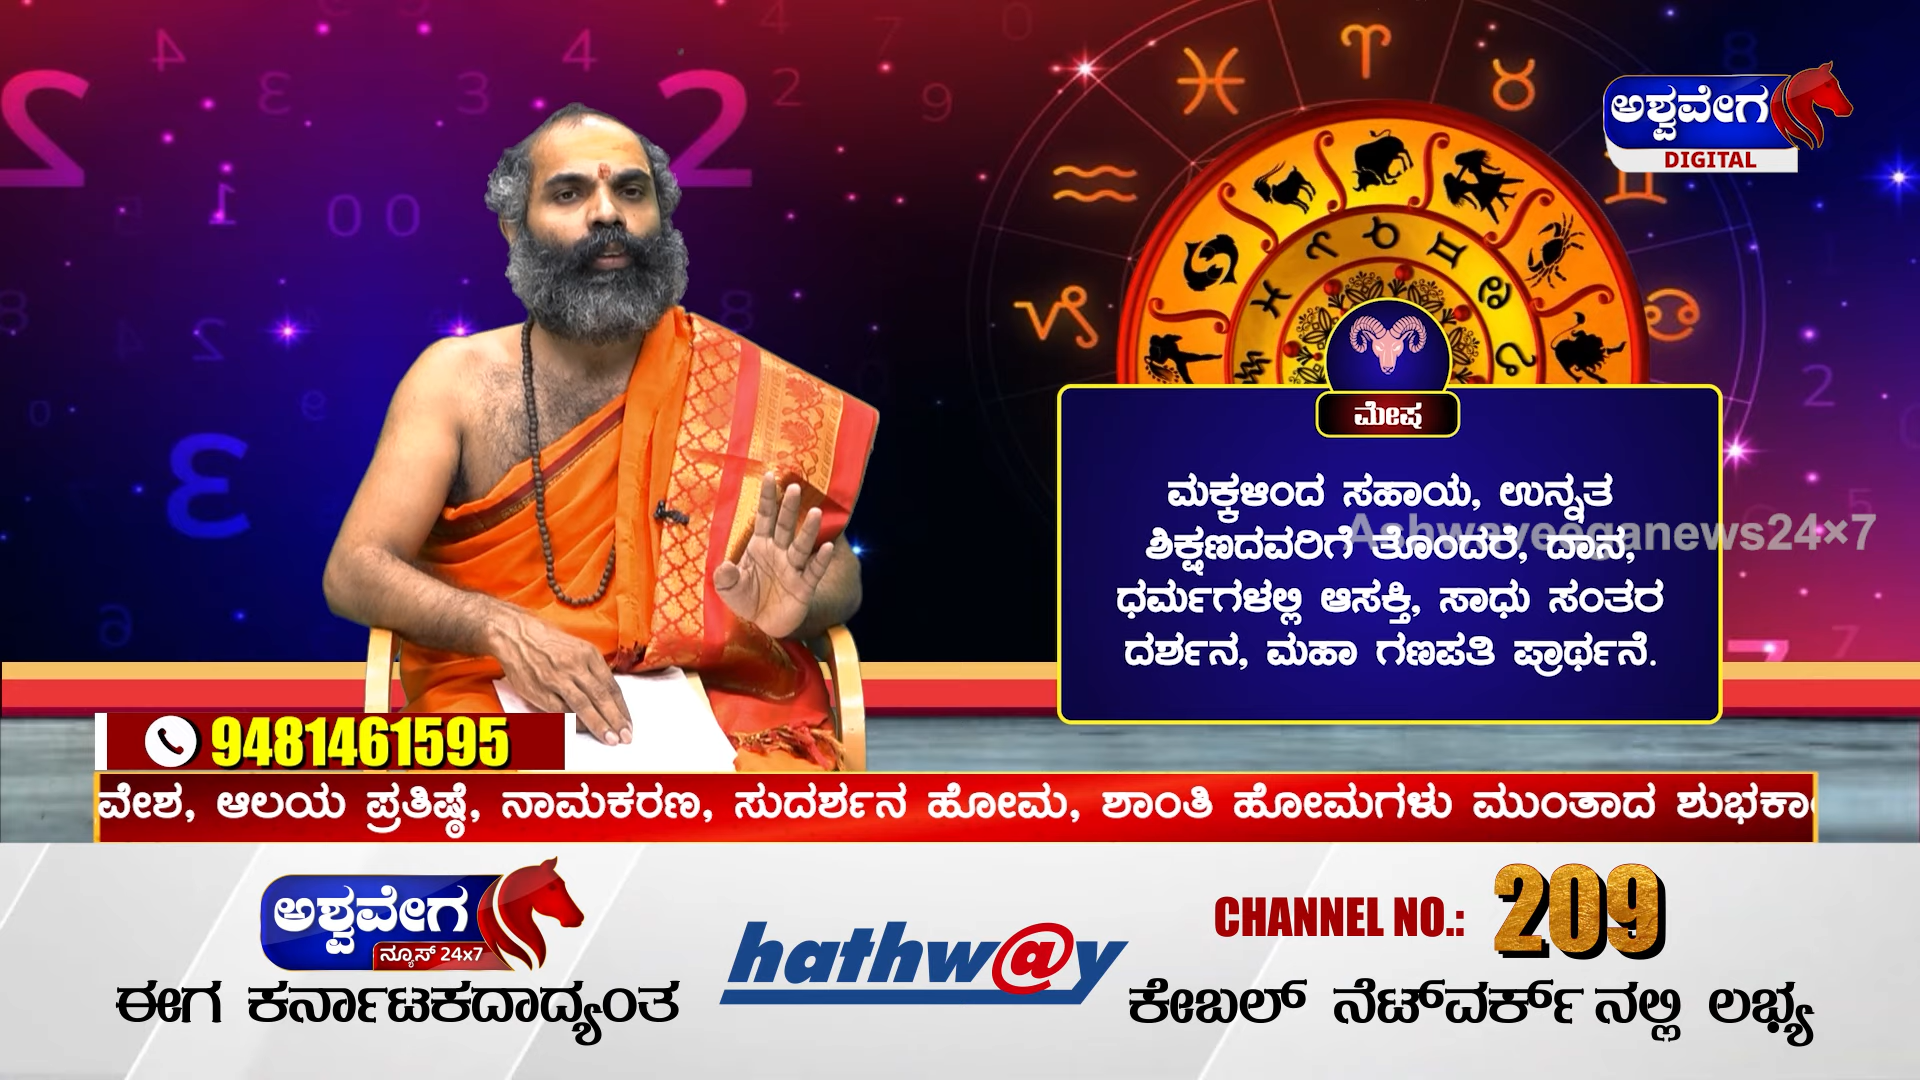 ಅಶ್ವವೇಗ
DIGITAL
ಮೇಷ
ಮಕ್ಕಳಿಂದ ಸಹಾಯ, ಉನ್ನತ
ಶಿಕ್ಷಣದವರಿಗೆ ತೊಂದರೆ, ದಾನ,
ಧರ್ಮಗಳಲ್ಲಿ ಆಸಕ್ತಿ, ಸಾಧು ಸಂತರ
ದರ್ಶನ, ಮಹಾ ಗಣಪತಿ ಪ್ರಾರ್ಥನೆ.
Ashwaveeganews24×7
9481461595
ವೇಶ, ಆಲಯ ಪ್ರತಿಷ್ಠೆ, ನಾಮಕರಣ, ಸುದರ್ಶನ ಹೋಮ, ಶಾಂತಿ ಹೋಮಗಳು ಮುಂತಾದ ಶುಭಕಾ
ಅಶ್ವವೇಗ
ನ್ಯೂಸ್ 24x7
ಈಗ ಕರ್ನಾಟಕದಾದ್ಯಂತ
hathw@y
CHANNEL NO.: 209
ಕೇಬಲ್ ನೆಟ್‌ವರ್ಕ್ ನಲ್ಲಿ ಲಭ್ಯ